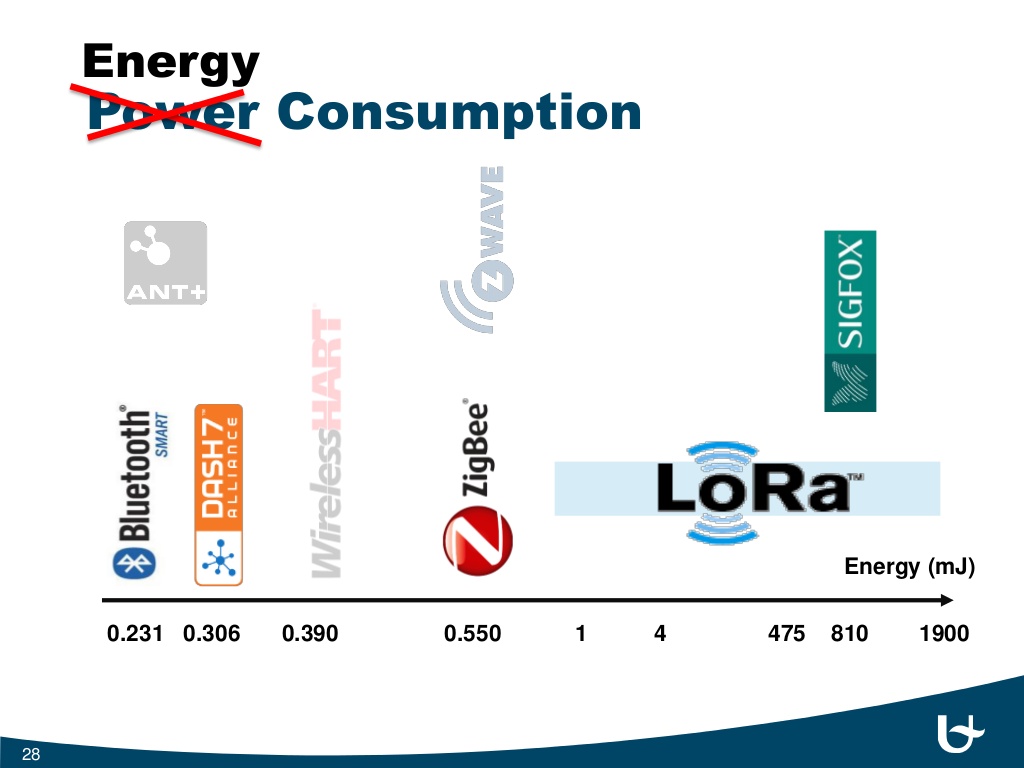 Energy
Power Consumption
Z WAVE
ANT+
SIGFOX
WirelessHART
Bluetooth®
SMART
DASH7™
ALLIANCE
ZigBee®
LoRa™
Energy (mJ)
0.231 0.306 0.390 0.550 1 4 475 810 1900
28